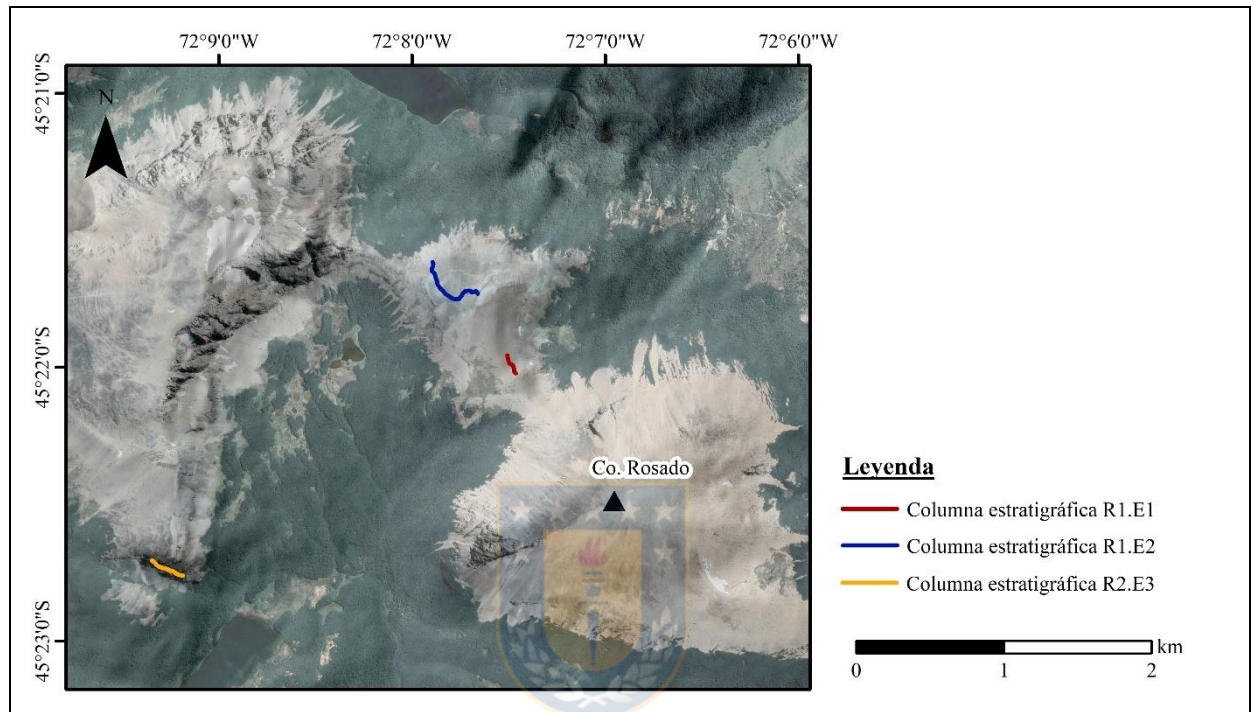 72°9'0"W 72°8'0"W 72°7'0"W 72°6'0"W
45°21'0"S
N
45°22'0"S
Co. Rosado
45°23'0"S
Leyenda
Columna estratigráfica R1.E1
Columna estratigráfica R1.E2
Columna estratigráfica R2.E3
km
0 1 2